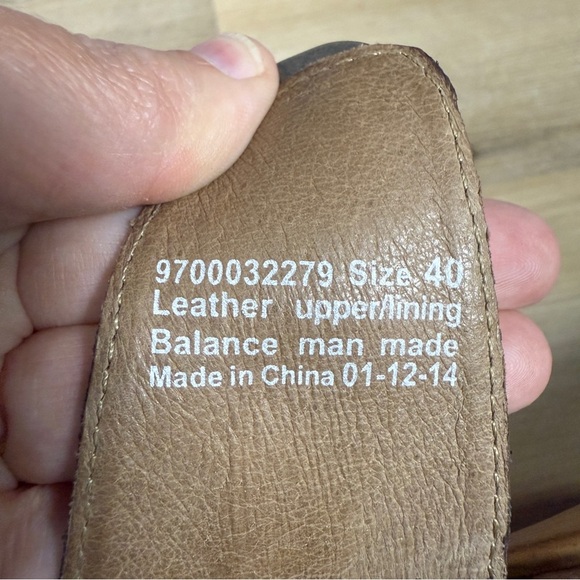 9700032279 Size 40
Leather upper/lining
Balance man made
Made in China 01-12-14